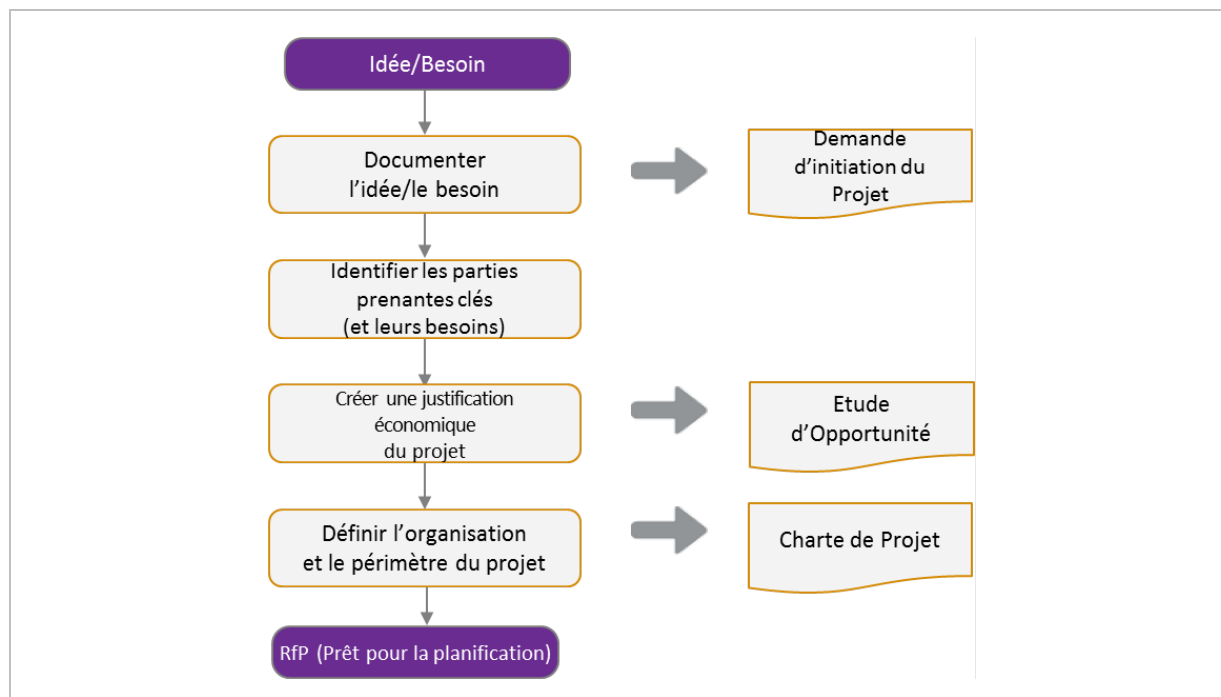 Idée/Besoin
Documenter
l'idée/le besoin
Demande
d'initiation du
Projet
Identifier les parties
prenantes clés
(et leurs besoins)
Créer une justification
économique
du projet
Etude
d'Opportunité
Définir l'organisation
et le périmètre du projet
Charte de Projet
RfP (Prêt pour la planification)